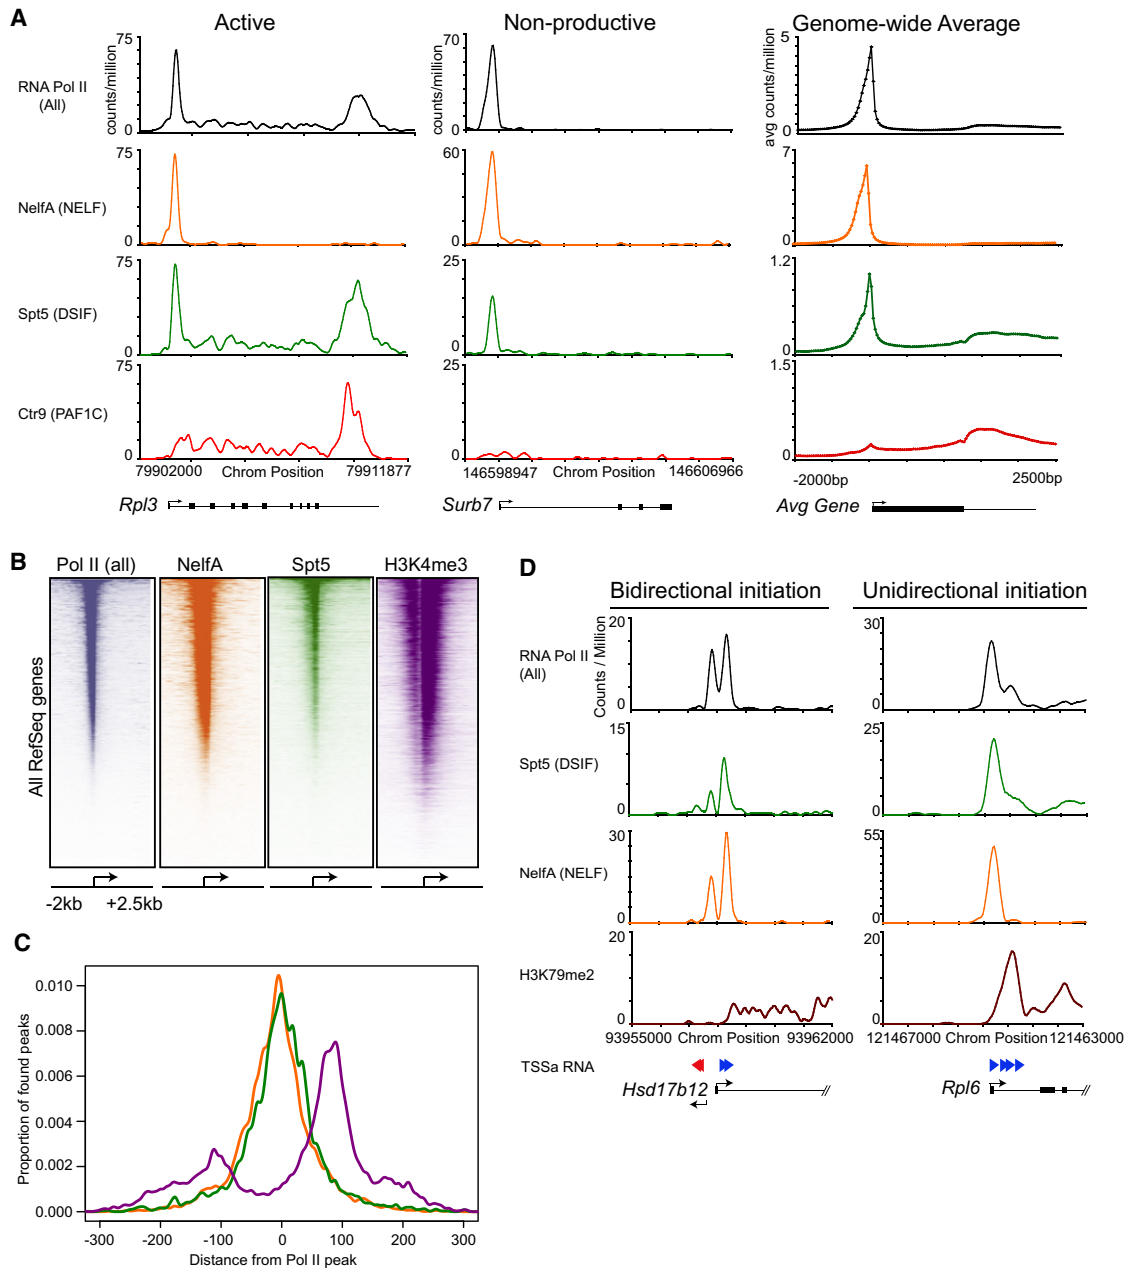 A
Active
Non-productive
Genome-wide Average
RNA Pol II
(All)
75
0
counts/million
70
0
counts/million
5
0
avg counts/million
NelfA (NELF)
75
0
60
0
7
0
Spt5 (DSIF)
75
0
25
0
1.2
0
Ctr9 (PAF1C)
75
0
25
0
1.5
0
79902000 Chrom Position 79911877
146598947 Chrom Position 146606966
-2000bp 2500bp
Rpl3
Surb7
Avg Gene
B
Pol II (all)
NelfA
Spt5
H3K4me3
All RefSeq genes
-2kb +2.5kb
C
Proportion of found peaks
0.010
0.008
0.006
0.004
0.002
0.000
-300 -200 -100 0 100 200 300
Distance from Pol II peak
D
Bidirectional initiation
Unidirectional initiation
RNA Pol II
(All)
Counts / Million
20
0
30
0
Spt5 (DSIF)
15
0
25
0
NelfA (NELF)
30
0
55
0
H3K79me2
20
0
20
0
93955000 Chrom Position 93962000
121467000 Chrom Position 121463000
TSSa RNA
Hsd17b12
Rpl6